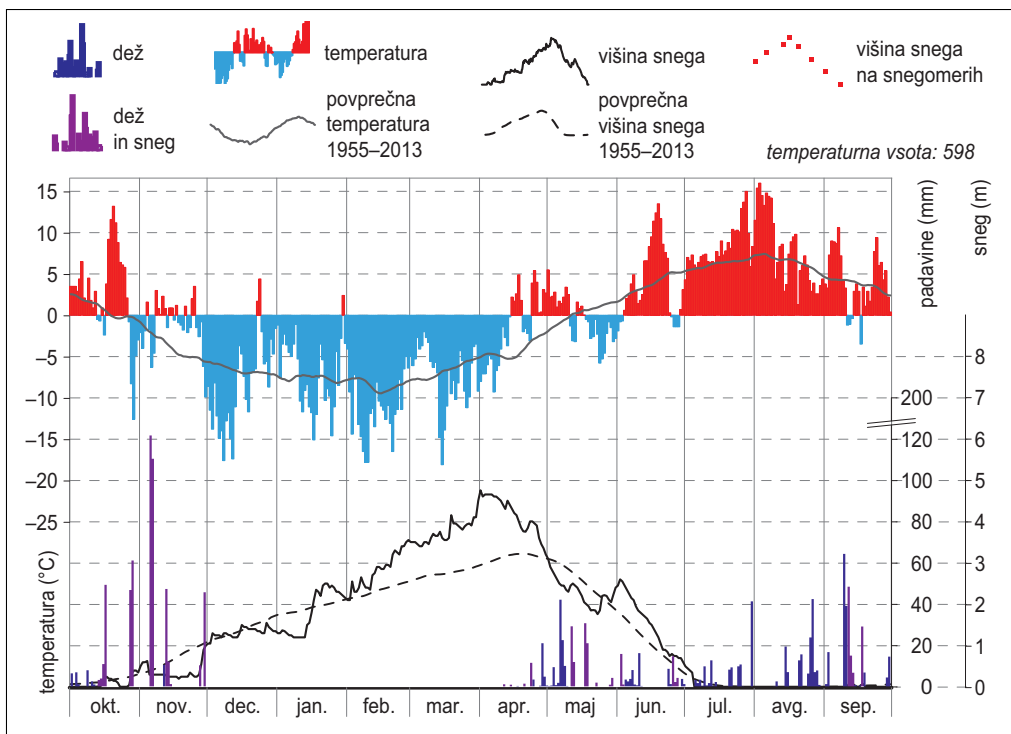 dež
temperatura
višina snega
višina snega
na snegomerih
dež
in sneg
povprečna
temperatura
1955–2013
povprečna
višina snega
1955–2013
temperaturna vsota: 598
15
10
5
0
–5
–10
–15
–20
–25
temperatura (°C)
padavine (mm)
200
120
100
80
60
40
20
0
sneg (m)
8
7
6
5
4
3
2
1
0
okt.
nov.
dec.
jan.
feb.
mar.
apr.
maj
jun.
jul.
avg.
sep.